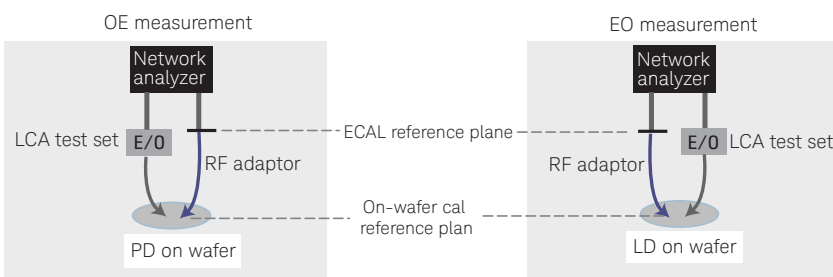 OE measurement
EO measurement
Network
analyzer
Network
analyzer
LCA test set
E/O
ECAL reference plane
E/O
LCA test set
RF adaptor
RF adaptor
On-wafer cal
reference plan
PD on wafer
LD on wafer